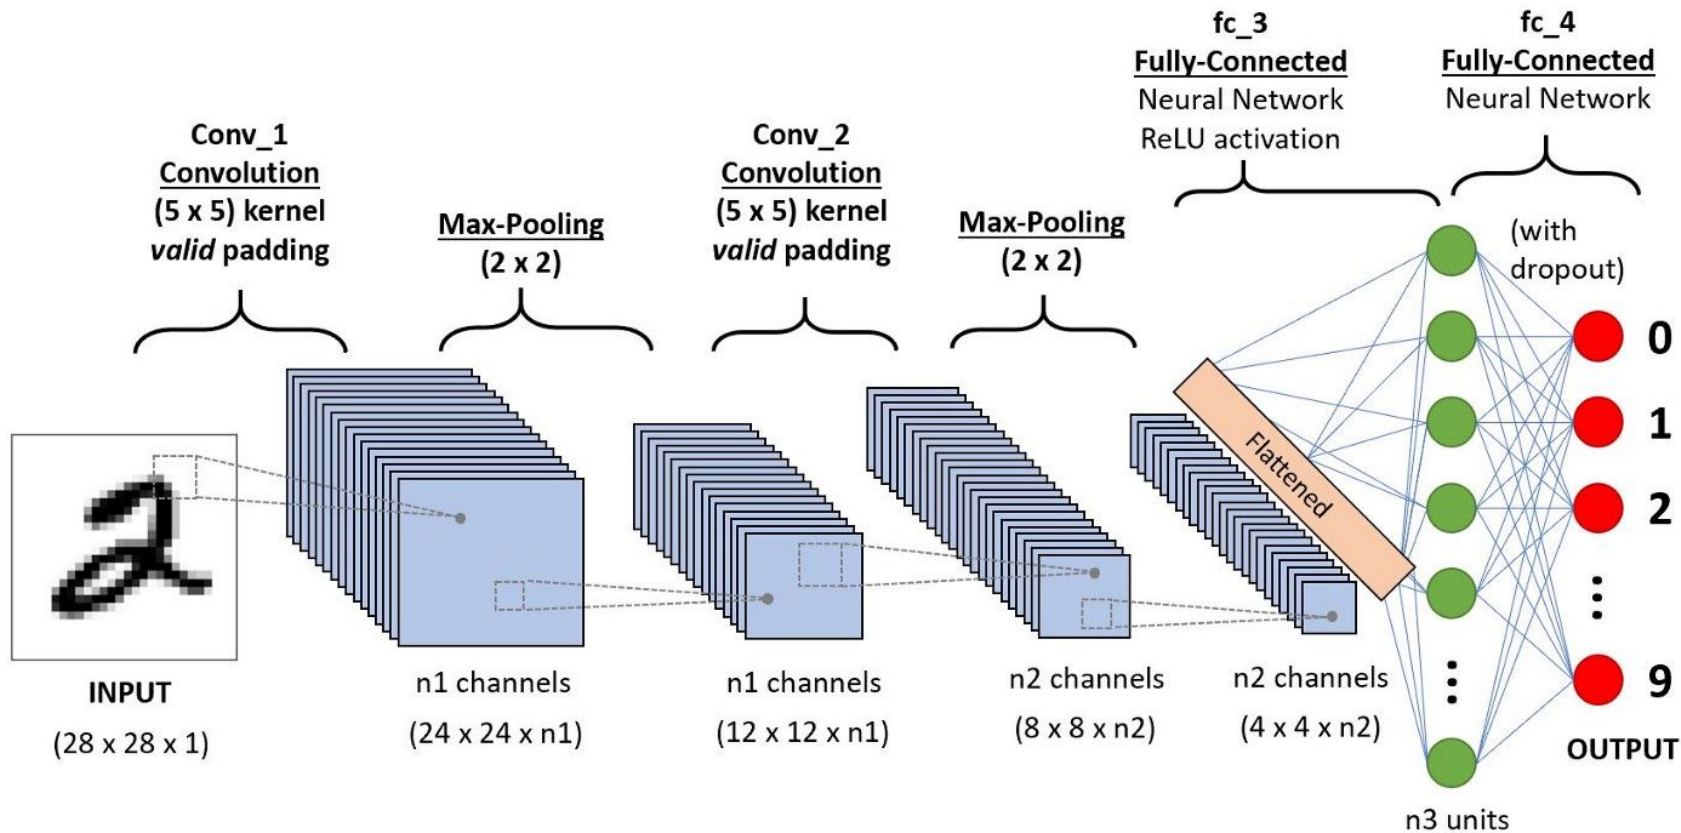 Conv_1
Convolution
(5 x 5) kernel
valid padding
Max-Pooling
(2 x 2)
Conv_2
Convolution
(5 x 5) kernel
valid padding
Max-Pooling
(2 x 2)
fc_3
Fully-Connected
Neural Network
ReLU activation
fc_4
Fully-Connected
Neural Network
(with
dropout)
INPUT
(28 x 28 x 1)
n1 channels
(24 x 24 x n1)
n1 channels
(12 x 12 x n1)
n2 channels
(8 x 8 x n2)
n2 channels
(4 x 4 x n2)
Flattened
n3 units
0
1
2
9
OUTPUT